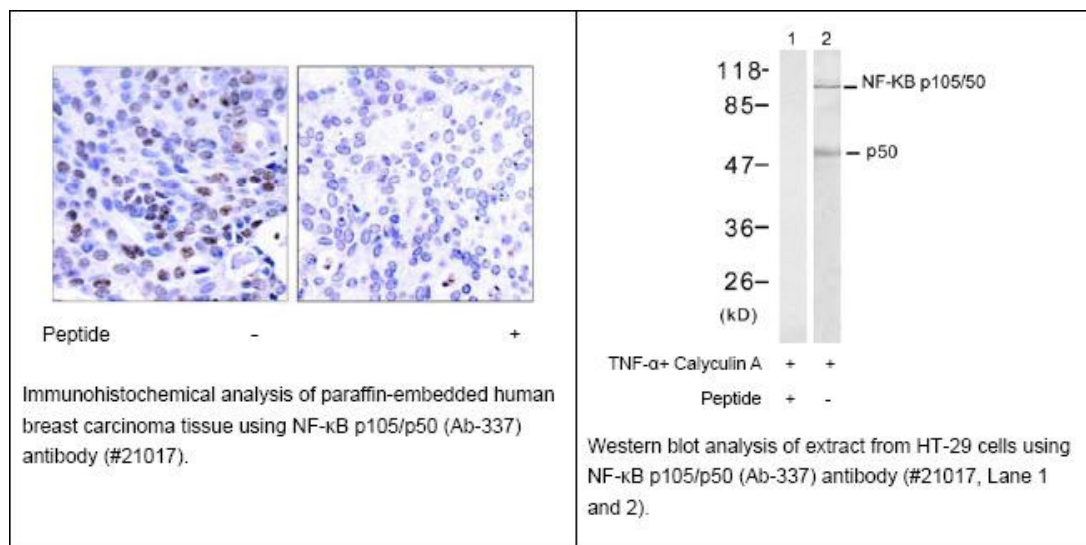 Peptide - +
Immunohistochemical analysis of paraffin-embedded human
breast carcinoma tissue using NF-κB p105/p50 (Ab-337)
antibody (#21017).
1 2
118-
NF-KB p105/50
85-
p50
47-
36-
26-
(kD)
TNF-α+ Calyculin A + +
Peptide + -
Western blot analysis of extract from HT-29 cells using
NF-κB p105/p50 (Ab-337) antibody (#21017, Lane 1
and 2).